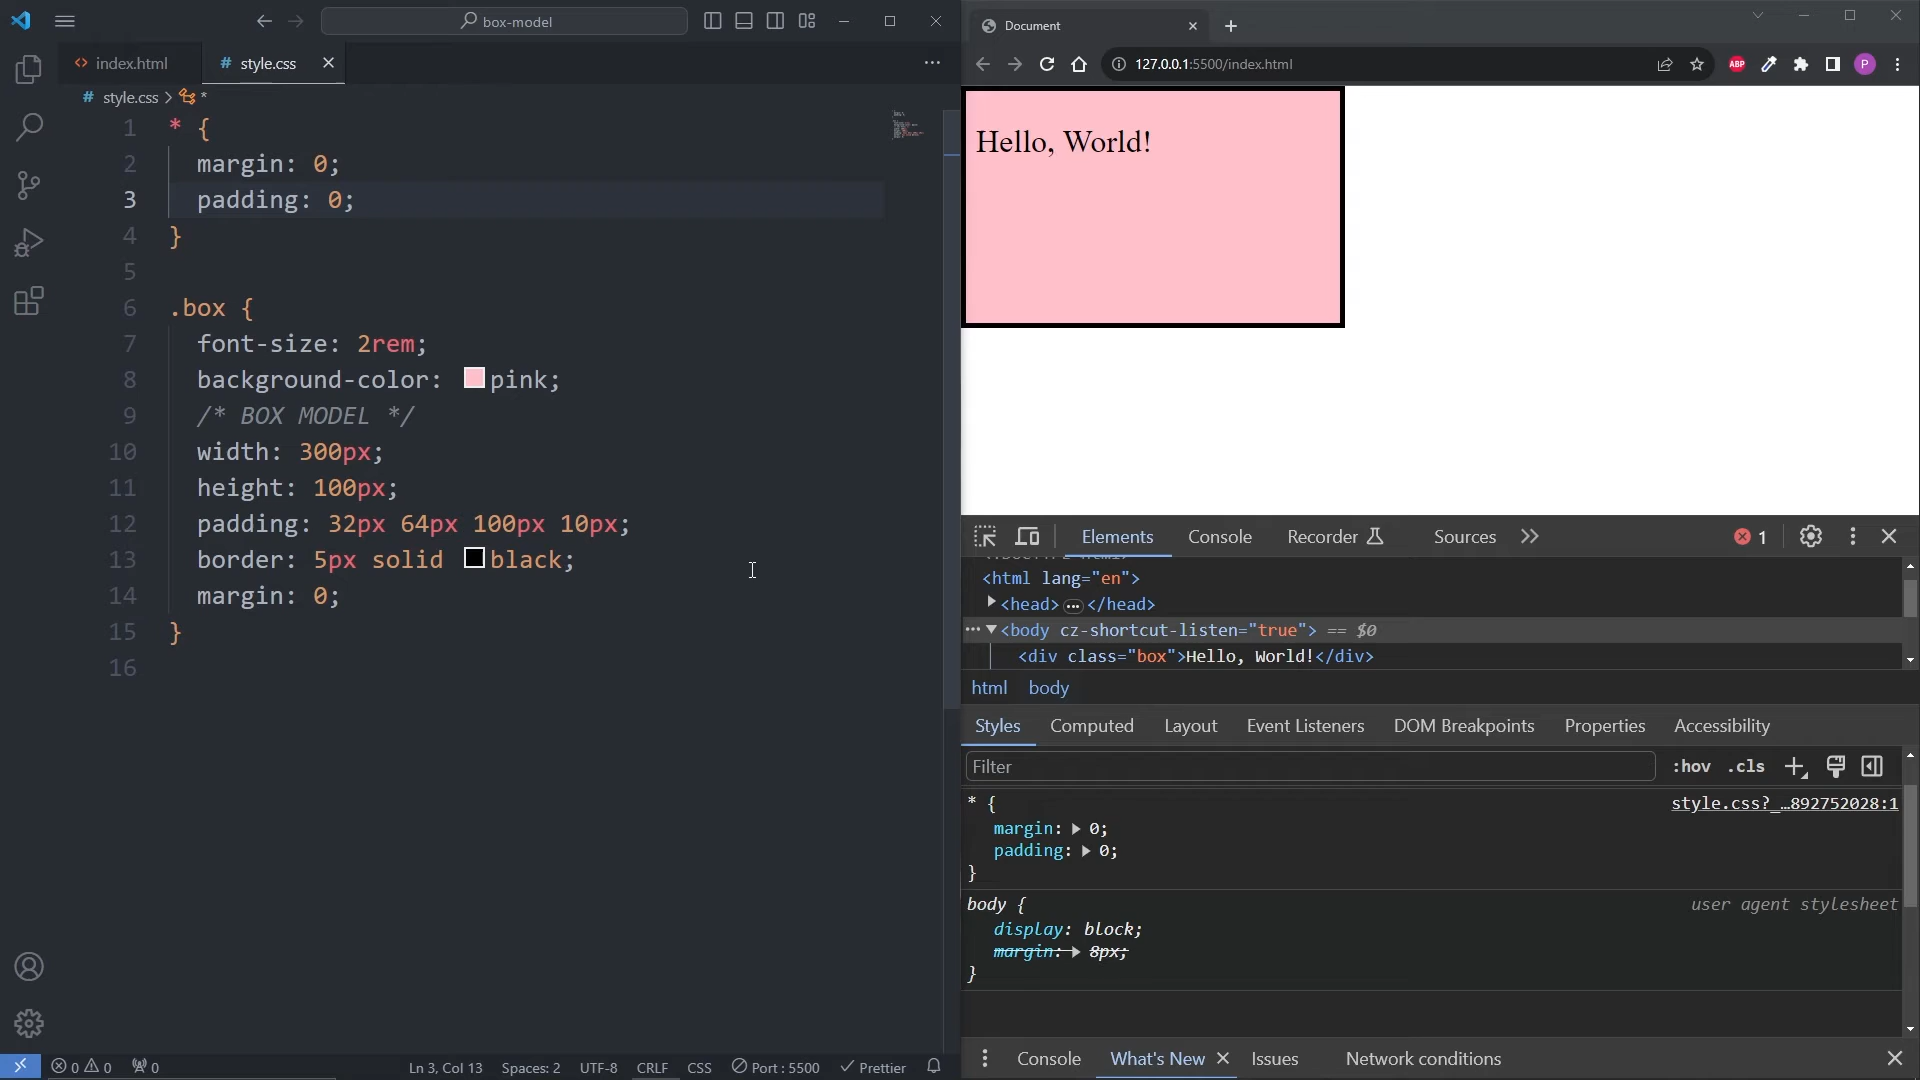 box-model
index.html
# style.css
# style.css > *
1 * {
2 margin: 0;
3 padding: 0;
4 }
5
6 .box {
7 font-size: 2rem;
8 background-color: pink;
9 /* BOX MODEL */
10 width: 300px;
11 height: 100px;
12 padding: 32px 64px 100px 10px;
13 border: 5px solid black;
14 margin: 0;
15 }
16
0 0 0 Ln 3, Col 13 Spaces: 2 UTF-8 CRLF CSS Port : 5500 Prettier
Document
127.0.0.1:5500/index.html ABP P
Hello, World!
Elements Console Recorder Sources 1
<html lang="en">
<head> … </head>
… <body cz-shortcut-listen="true"> == $0
<div class="box">Hello, World!</div>
html body
Styles Computed Layout Event Listeners DOM Breakpoints Properties Accessibility
Filter :hov .cls
* { style.css?_…892752028:1
margin: 0;
padding: 0;
}
body { user agent stylesheet
display: block;
margin: 8px;
}
Console What's New Issues Network conditions